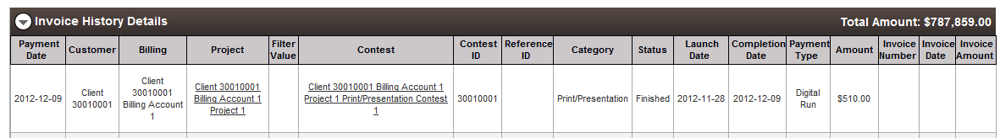 Invoice History Details Total Amount: $787,859.00
Payment Date Customer Billing Project Filter Value Contest Contest ID Reference ID Category Status Launch Date Completion Date Payment Type Amount Invoice Number Invoice Date Invoice Amount
2012-12-09 Client 30010001 Client 30010001 Billing Account 1 Client 30010001 Billing Account 1 Project 1 Client 30010001 Billing Account 1 Project 1 Print/Presentation Contest 1 30010001 Print/Presentation Finished 2012-11-28 2012-12-09 Digital Run $510.00